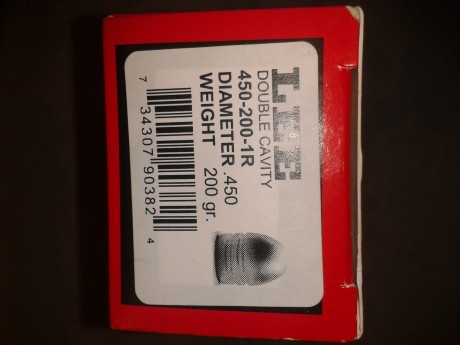 LEE
DOUBLE CAVITY
450-200-1R
DIAMETER .450
WEIGHT 200 gr.
7 34307 90382 4